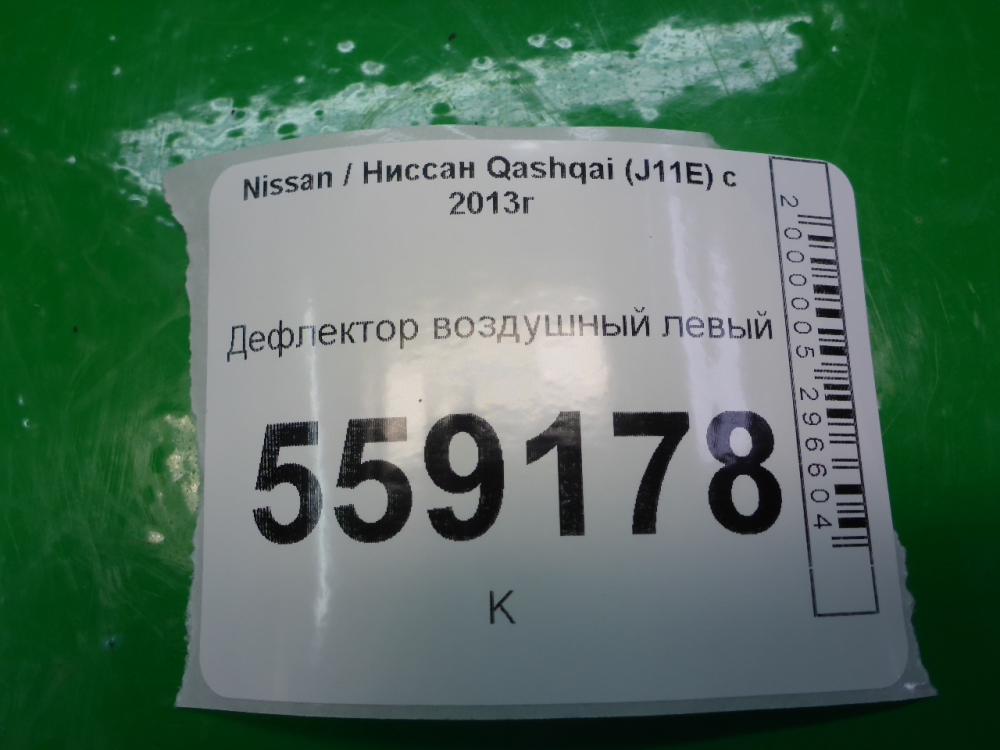 Nissan / Ниссан Qashqai (J11E) с
2013г
Дефлектор воздушный левый
559178
К
2000005296604